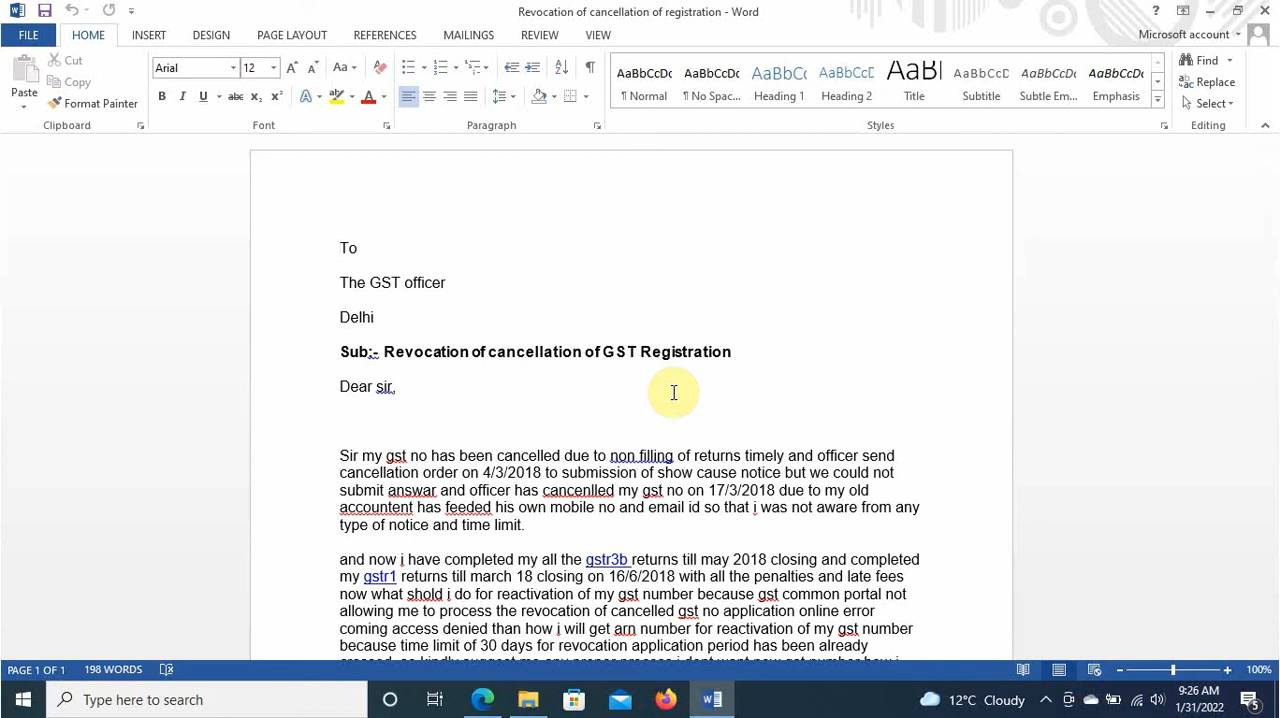 Revocation of cancellation of registration - Word
FILE HOME INSERT DESIGN PAGE LAYOUT REFERENCES MAILINGS REVIEW VIEW Microsoft account
Cut
Copy
Format Painter
Paste
Clipboard
Arial 12
Font
Paragraph
AaBbCcDc AaBbCcDc AaBbCc AaBbCcC AaBl AaBbCcD AaBbCcDc AaBbCcDc
¶ Normal ¶ No Spac... Heading 1 Heading 2 Title Subtitle Subtle Em... Emphasis
Styles
Find
Replace
Select
Editing
To
The GST officer
Delhi
Sub:- Revocation of cancellation of GST Registration
Dear sir,
Sir my gst no has been cancelled due to non filling of returns timely and officer send
cancellation order on 4/3/2018 to submission of show cause notice but we could not
submit answar and officer has cancenlled my gst no on 17/3/2018 due to my old
accountent has feeded his own mobile no and email id so that i was not aware from any
type of notice and time limit.
and now i have completed my all the gstr3b returns till may 2018 closing and completed
my gstr1 returns till march 18 closing on 16/6/2018 with all the penalties and late fees
now what shold i do for reactivation of my gst number because gst common portal not
allowing me to process the revocation of cancelled gst no application online error
coming access denied than how i will get arn number for reactivation of my gst number
because time limit of 30 days for revocation application period has been already
PAGE 1 OF 1 198 WORDS 100%
Type here to search
12°C Cloudy
9:26 AM
1/31/2022
5